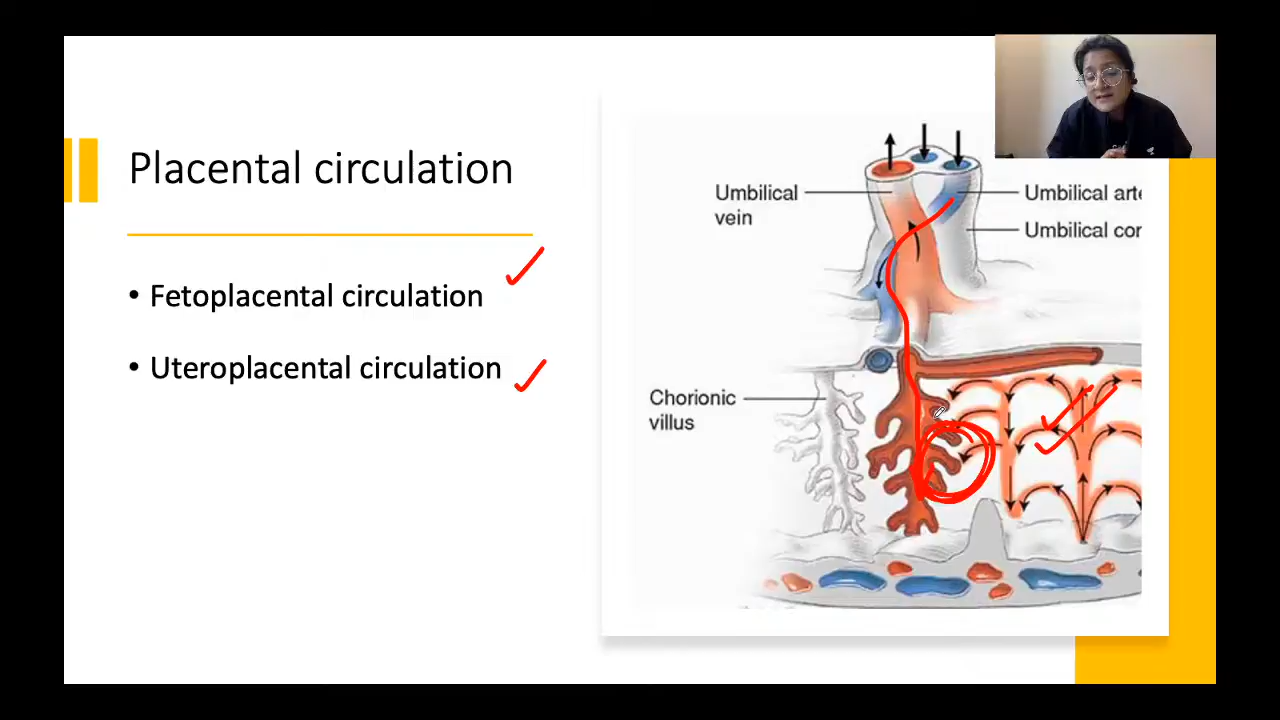 Placental circulation
• Fetoplacental circulation
• Uteroplacental circulation
Umbilical
vein
Umbilical arte
Umbilical cor
Chorionic
villus